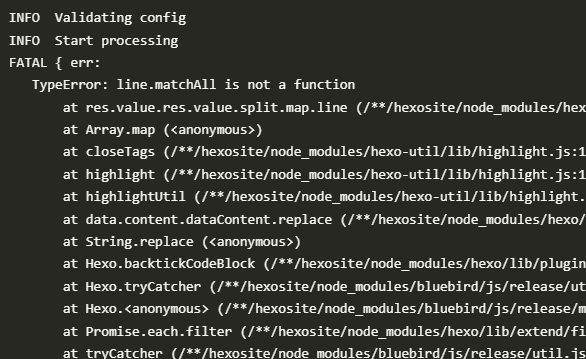 INFO  Validating config
INFO  Start processing
FATAL { err:
   TypeError: line.matchAll is not a function
       at res.value.res.value.split.map.line (/**/hexosite/node_modules/hex
       at Array.map (<anonymous>)
       at closeTags (/**/hexosite/node_modules/hexo-util/lib/highlight.js:1
       at highlight (/**/hexosite/node_modules/hexo-util/lib/highlight.js:1
       at highlightUtil (/**/hexosite/node_modules/hexo-util/lib/highlight.
       at data.content.dataContent.replace (/**/hexosite/node_modules/hexo/
       at String.replace (<anonymous>)
       at Hexo.backtickCodeBlock (/**/hexosite/node_modules/hexo/lib/plugin
       at Hexo.tryCatcher (/**/hexosite/node_modules/bluebird/js/release/ut
       at Hexo.<anonymous> (/**/hexosite/node_modules/bluebird/js/release/m
       at Promise.each.filter (/**/hexosite/node_modules/hexo/lib/extend/fi
       at tryCatcher (/**/hexosite/node_modules/bluebird/js/release/util.js